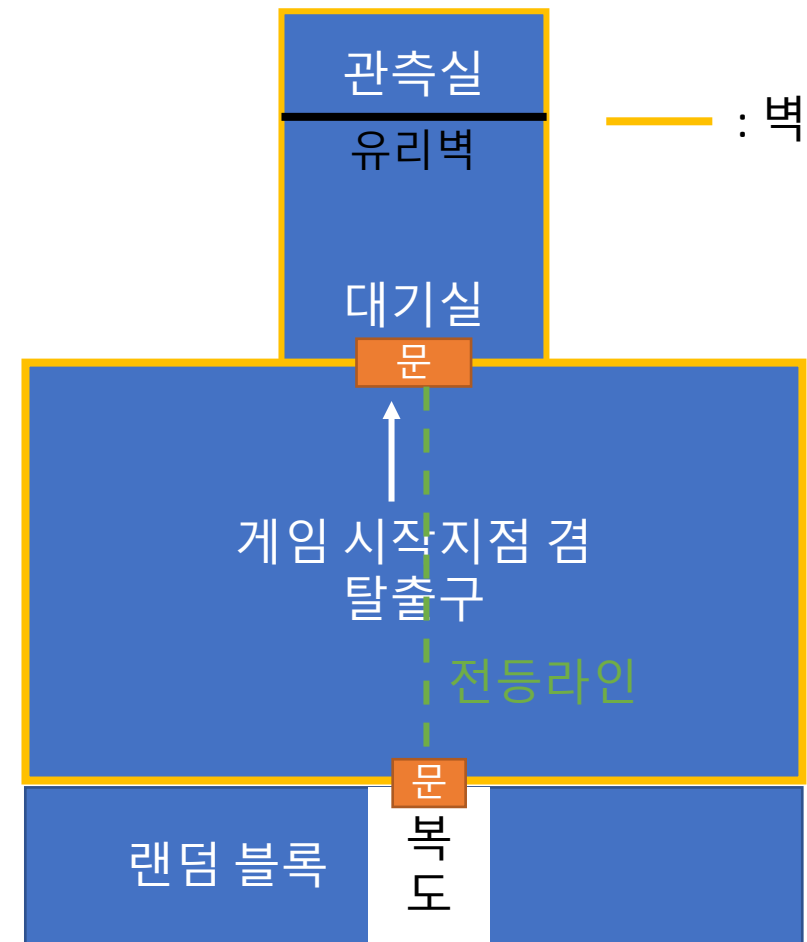 관측실
유리벽
: 벽
대기실
문
게임 시작지점 겸
탈출구
전등라인
문
복
도
랜덤 블록